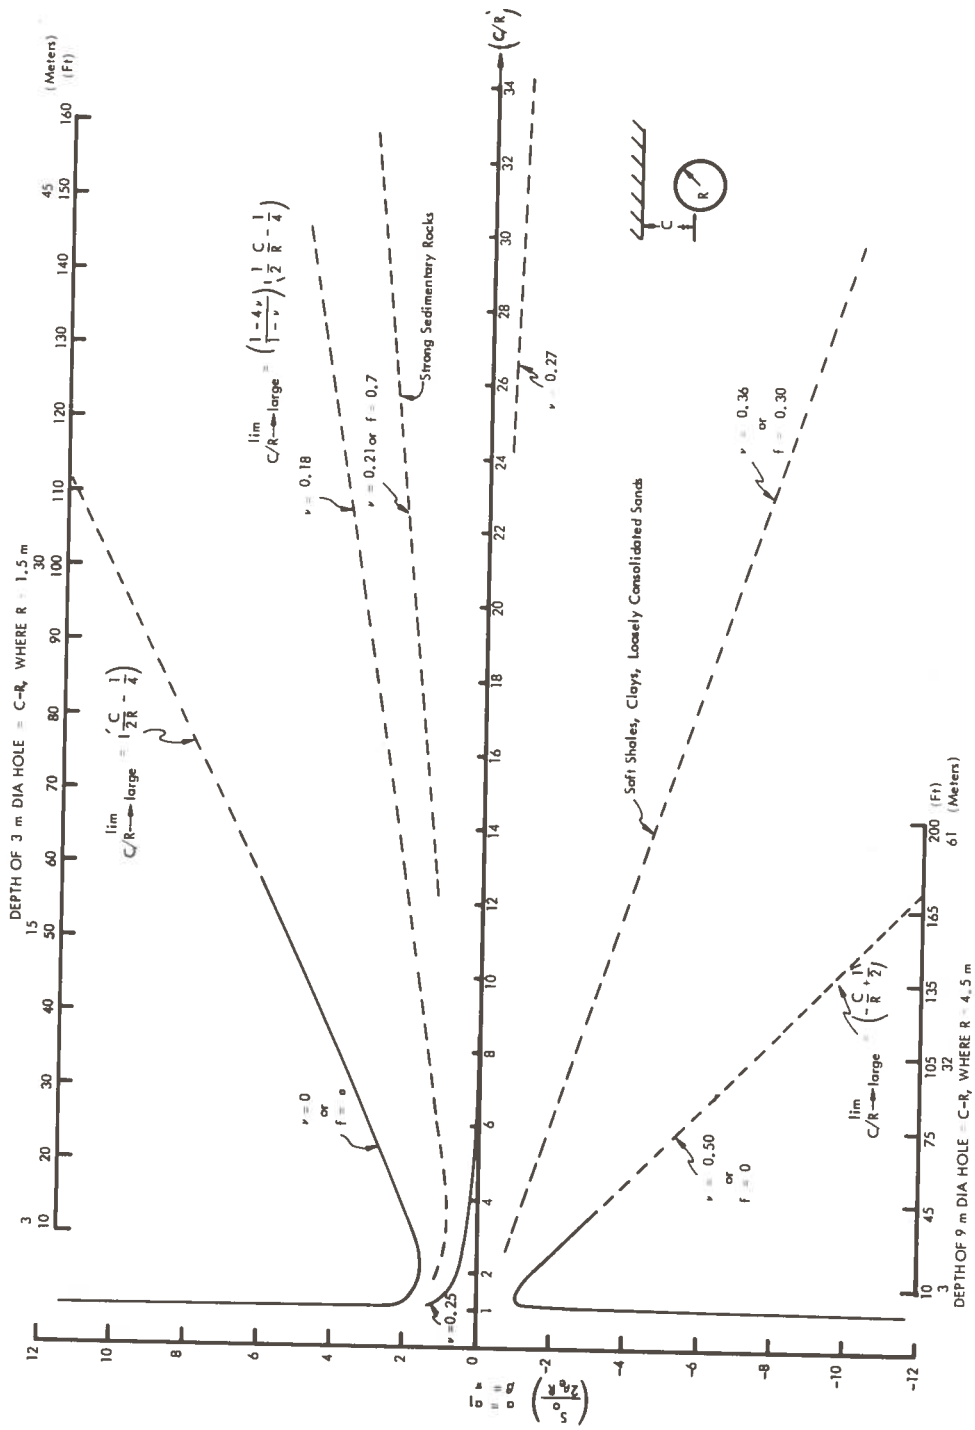 DEPTH OF 3 m DIA HOLE = C-R, WHERE R = 1.5 m
3 15 30 45 (Meters)
10 20 30 40 50 60 70 80 90 100 110 120 130 140 150 160 (Ft)
lim C/R→large = 1(C/2R - 1/4)
lim C/R→large = (1 - 4ν / 1 - ν)(1/2 C/R - 1/4)
ν = 0
or
f = ∞
ν = 0.18
ν = 0.21 or f = 0.7
Strong Sedimentary Rocks
ν = 0.25
12
10
8
6
4
2
0
-2
-4
-6
-8
-10
-12
1 2 4 6 8 10 12 14 16 18 20 22 24 26 28 30 32 34 (C/R)
ν 0.27
C
R
Soft Shales, Clays, Loosely Consolidated Sands
ν = 0.36
or
f = 0.30
ν = 0.50
or
f = 0
lim C/R→large = (-C/R + 1/2)
10 45 75 105 135 165 200 (Ft)
3 32 61 (Meters)
DEPTH OF 9 m DIA HOLE = C-R, WHERE R = 4.5 m